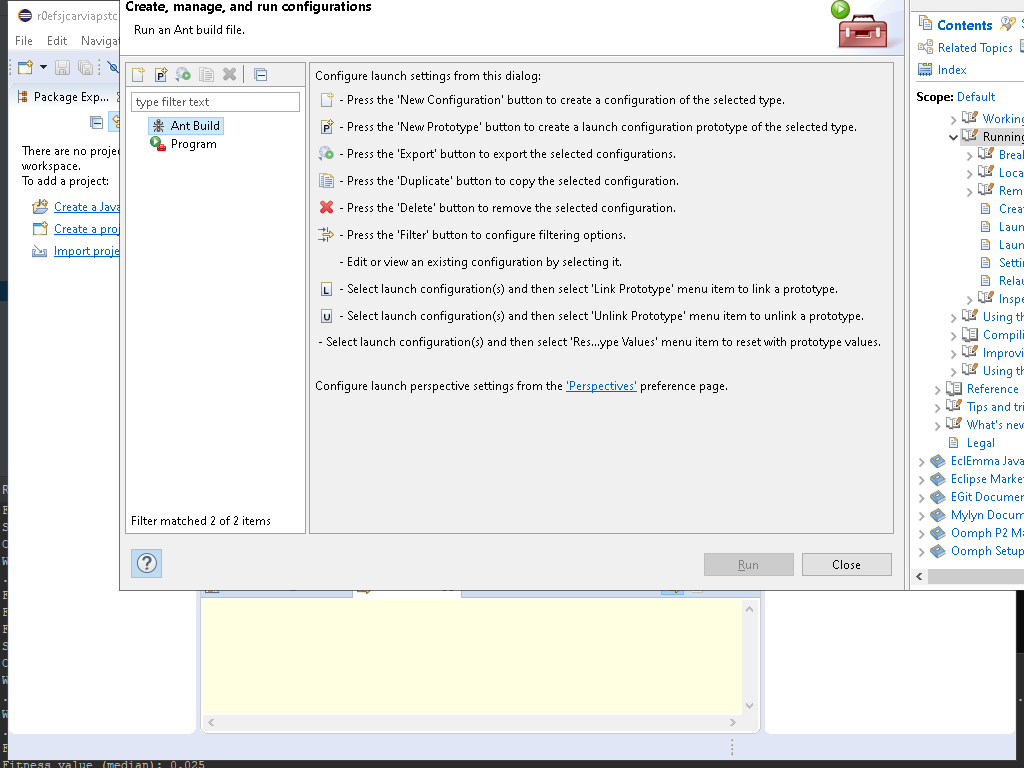 r0efsjcarviapstc
File Edit Navigat
Package Exp...
There are no projec
workspace.
To add a project:
Create a Java
Create a proj
Import proje
Create, manage, and run configurations
Run an Ant build file.
type filter text
Ant Build
Program
Filter matched 2 of 2 items
Configure launch settings from this dialog:
- Press the 'New Configuration' button to create a configuration of the selected type.
- Press the 'New Prototype' button to create a launch configuration prototype of the selected type.
- Press the 'Export' button to export the selected configurations.
- Press the 'Duplicate' button to copy the selected configuration.
- Press the 'Delete' button to remove the selected configuration.
- Press the 'Filter' button to configure filtering options.
- Edit or view an existing configuration by selecting it.
L - Select launch configuration(s) and then select 'Link Prototype' menu item to link a prototype.
U - Select launch configuration(s) and then select 'Unlink Prototype' menu item to unlink a prototype.
- Select launch configuration(s) and then select 'Res...ype Values' menu item to reset with prototype values.
Configure launch perspective settings from the 'Perspectives' preference page.
?
Run
Close
Contents
Related Topics
Index
Scope: Default
Working
Running
Break
Loca
Rem
Creat
Laun
Laun
Settin
Relau
Inspe
Using th
Compili
Improvi
Using th
Reference
Tips and tri
What's new
Legal
EclEmma Java
Eclipse Marke
EGit Documen
Mylyn Docum
Oomph P2 Ma
Oomph Setup
Fitness value (median): 0.025